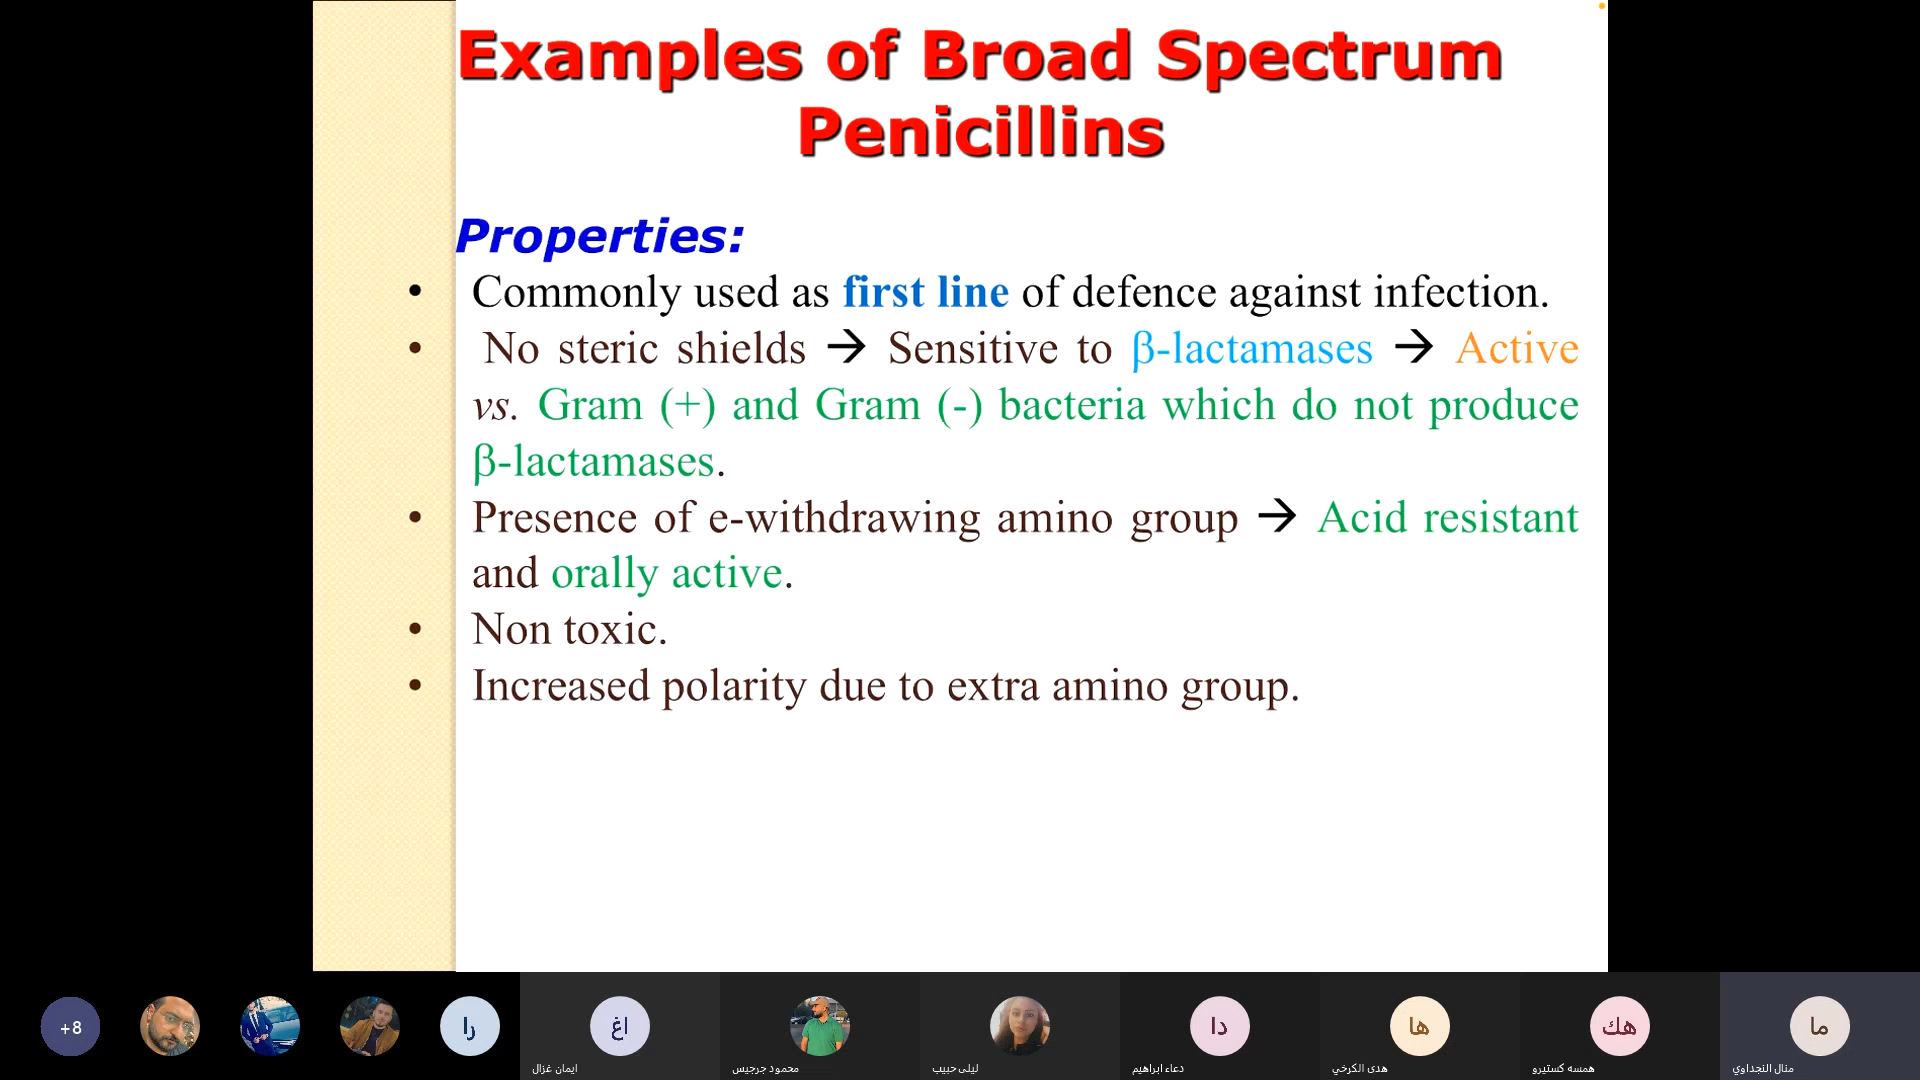 Examples of Broad Spectrum
Penicillins
Properties:
• Commonly used as first line of defence against infection.
• No steric shields → Sensitive to β-lactamases → Active
vs. Gram (+) and Gram (-) bacteria which do not produce
β-lactamases.
• Presence of e-withdrawing amino group → Acid resistant
and orally active.
• Non toxic.
• Increased polarity due to extra amino group.
+8
را
اغ
دا
ها
هك
ما
ايمان غزال
محمود جرجيس
ليلى حبيب
دعاء ابراهيم
هدى الكرخي
همسه كستيرو
منال النجداوي